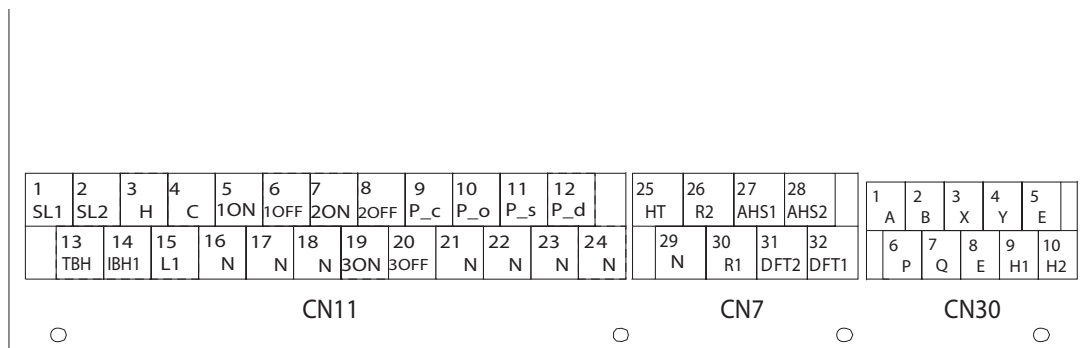 1 2 3 4 5 6 7 8 9 10 11 12
SL1 SL2 H C 1ON 1OFF 2ON 2OFF P_c P_o P_s P_d
13 14 15 16 17 18 19 20 21 22 23 24
TBH IBH1 L1 N N N 3ON 3OFF N N N N
CN11
25 26 27 28
HT R2 AHS1 AHS2
29 30 31 32
N R1 DFT2 DFT1
CN7
1 2 3 4 5
A B X Y E
6 7 8 9 10
P Q E H1 H2
CN30